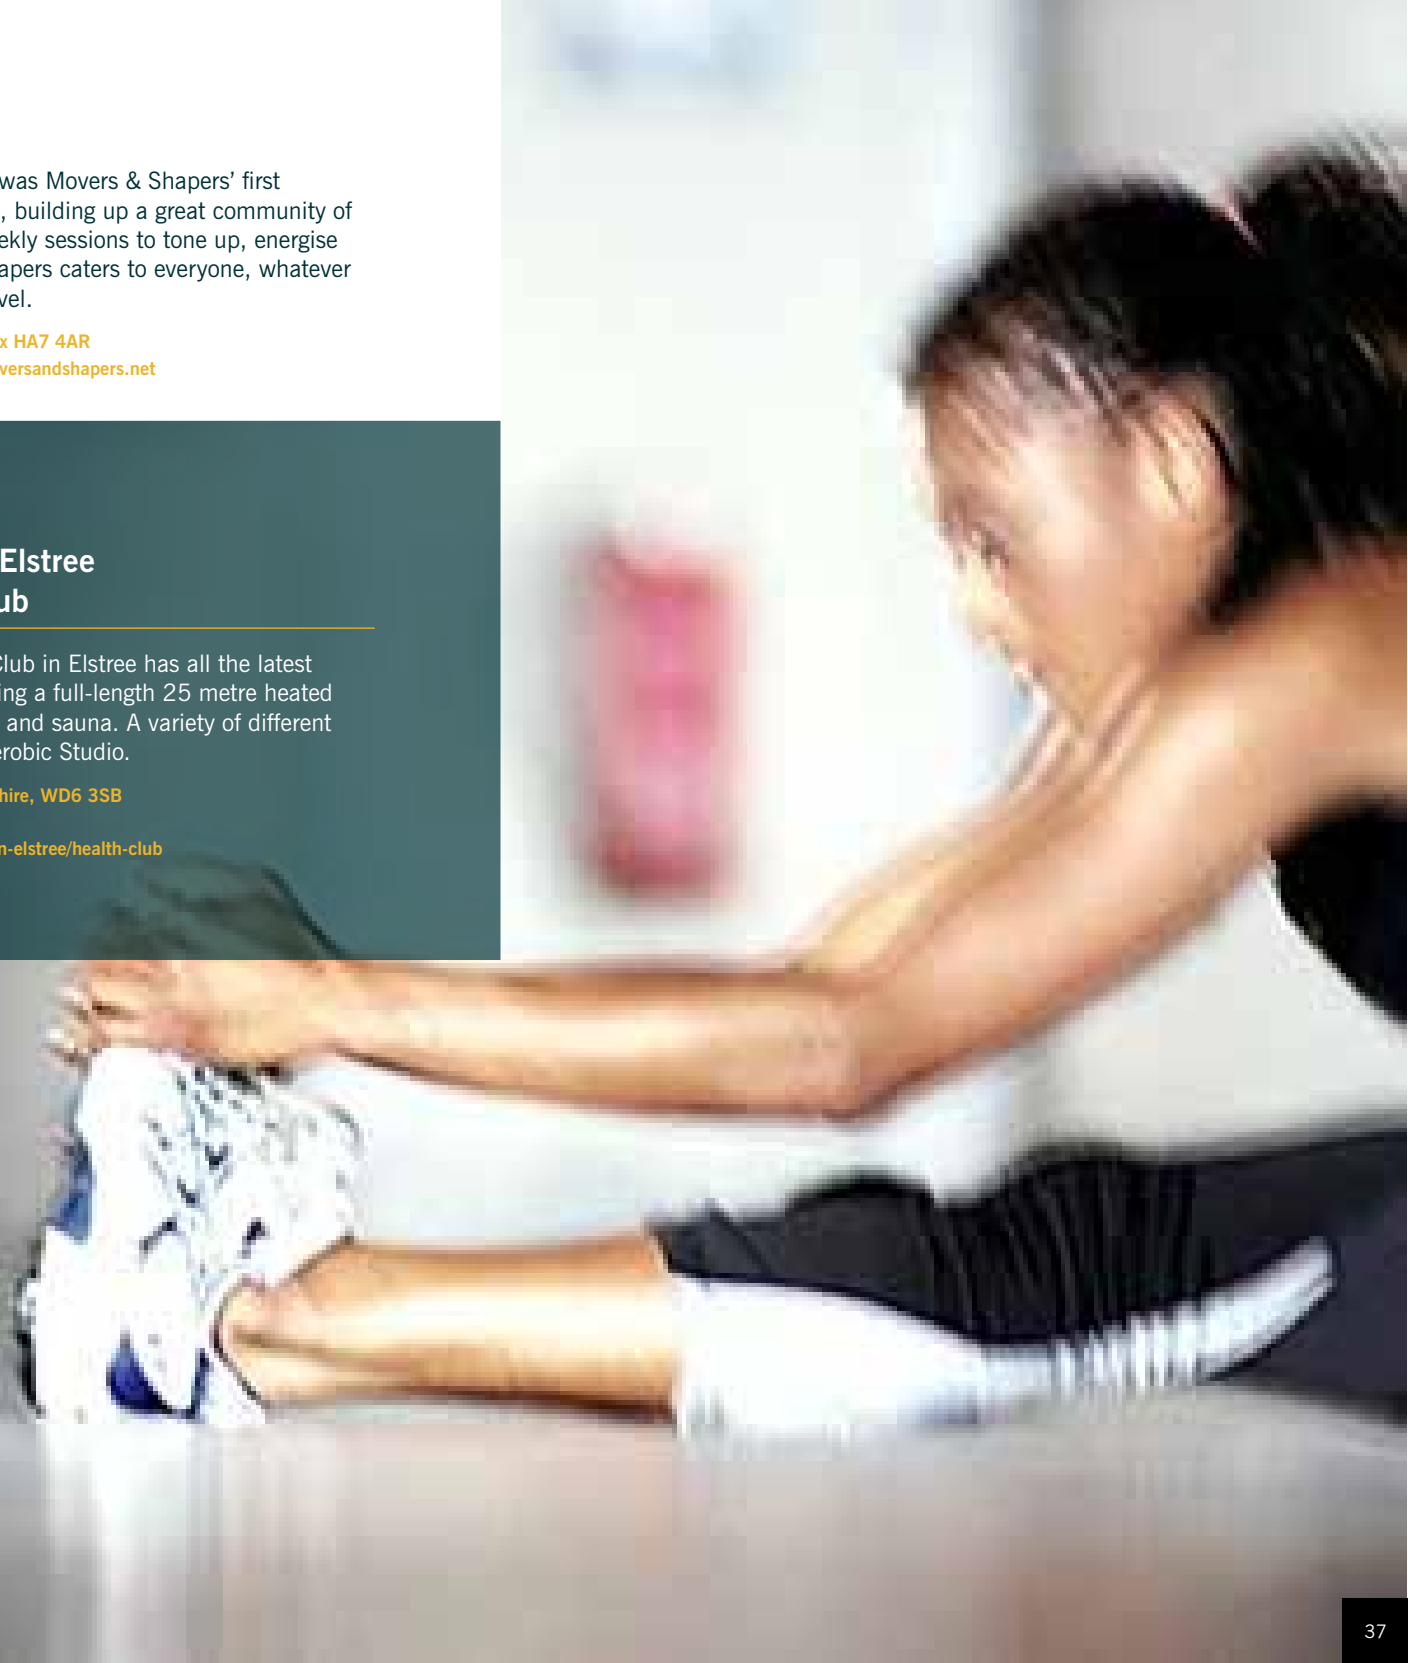 was Movers & Shapers’ first
, building up a great community of
ekly sessions to tone up, energise
apers caters to everyone, whatever
vel.
x HA7 4AR
versandshapers.net
Elstree
ub
Club in Elstree has all the latest
ing a full-length 25 metre heated
and sauna. A variety of different
erobic Studio.
hire, WD6 3SB
n-elstree/health-club
37